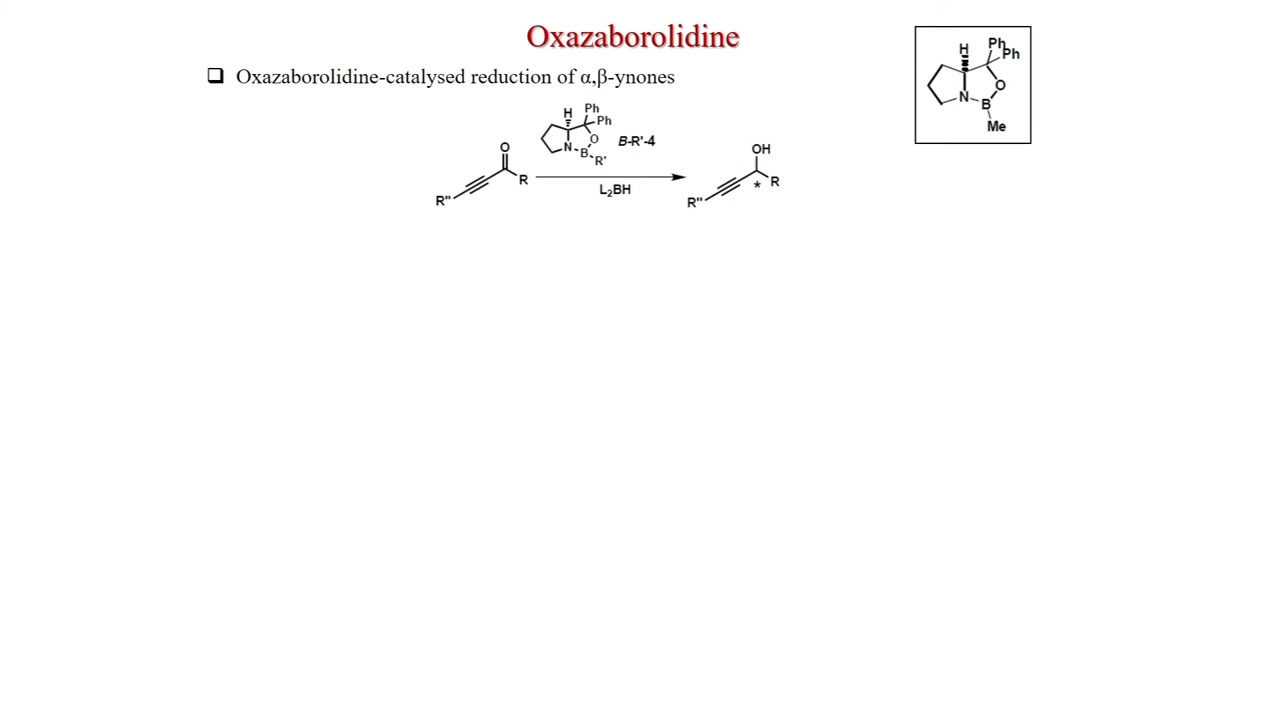 Oxazaborolidine
❑ Oxazaborolidine-catalysed reduction of α,β-ynones
H Ph
Ph
O
N B R'
B-R'-4
O
R
R"
L₂BH
OH
* R
R"
H Ph
Ph
O
N B
Me